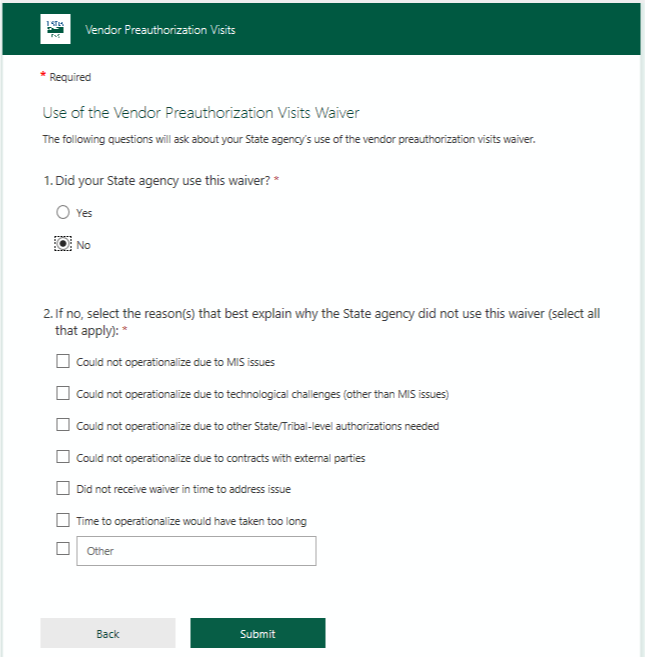 Vendor Preauthorization Visits
* Required
Use of the Vendor Preauthorization Visits Waiver
The following questions will ask about your State agency's use of the vendor preauthorization visits waiver.
1. Did your State agency use this waiver? *
Yes
No
2. If no, select the reason(s) that best explain why the State agency did not use this waiver (select all
that apply): *
Could not operationalize due to MIS issues
Could not operationalize due to technological challenges (other than MIS issues)
Could not operationalize due to other State/Tribal-level authorizations needed
Could not operationalize due to contracts with external parties
Did not receive waiver in time to address issue
Time to operationalize would have taken too long
Other
Back
Submit